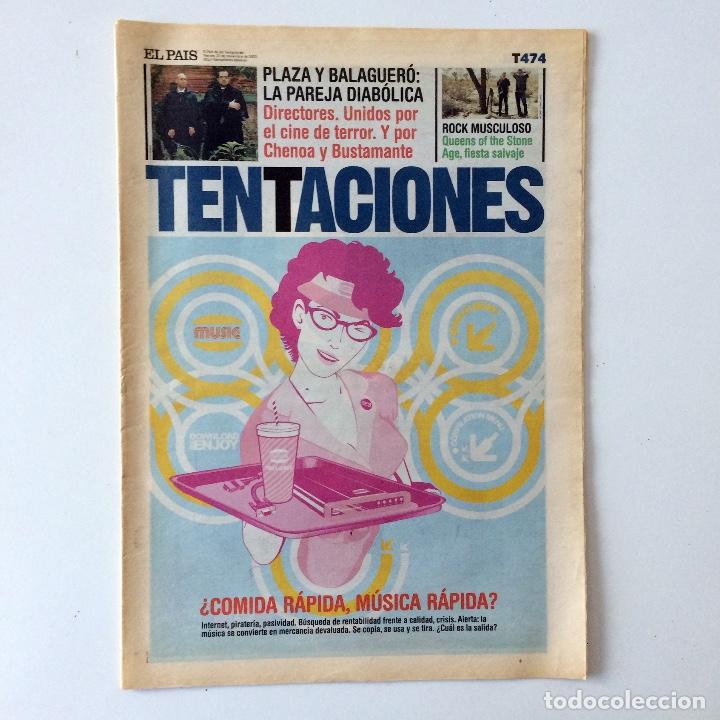 EL PAIS
T474
PLAZA Y BALAGUERÓ:
LA PAREJA DIABÓLICA
Directores. Unidos por
el cine de terror. Y por
Chenoa y Bustamante
ROCK MUSCULOSO
Queens of the Stone
Age, fiesta salvaje
TENTACIONES
MUSIC
DOWNLOAD
ENJOY
¿COMIDA RÁPIDA, MÚSICA RÁPIDA?
Internet, piratería, pasividad. Búsqueda de rentabilidad frente a calidad, crisis. Alerta: la
música se convierte en mercancía devaluada. Se copia, se usa y se tira. ¿Cuál es la salida?
todocoleccion